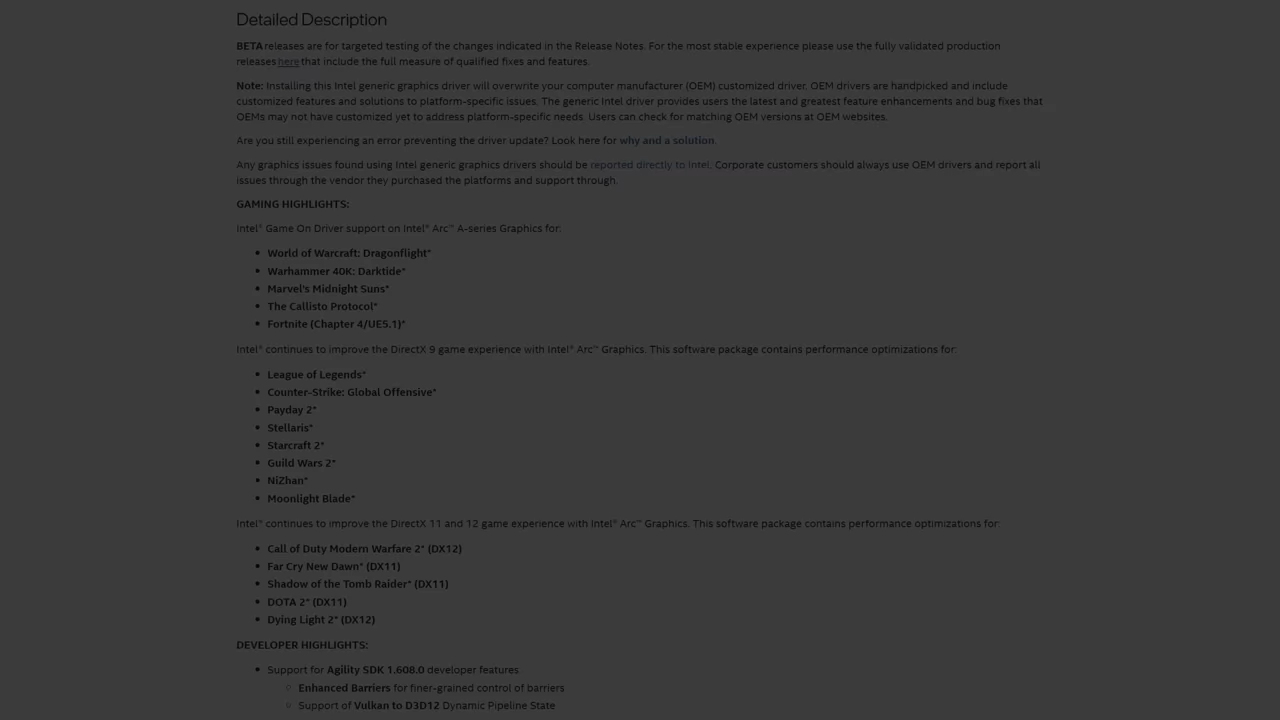 Detailed Description
BETA releases are for targeted testing of the changes indicated in the Release Notes. For the most stable experience please use the fully validated production
releases here that include the full measure of qualified fixes and features.
Note: Installing this Intel generic graphics driver will overwrite your computer manufacturer (OEM) customized driver. OEM drivers are handpicked and include
customized features and solutions to platform-specific issues. The generic Intel driver provides users the latest and greatest feature enhancements and bug fixes that
OEMs may not have customized yet to address platform-specific needs. Users can check for matching OEM versions at OEM websites.
Are you still experiencing an error preventing the driver update? Look here for why and a solution.
Any graphics issues found using Intel generic graphics drivers should be reported directly to Intel. Corporate customers should always use OEM drivers and report all
issues through the vendor they purchased the platforms and support through.
GAMING HIGHLIGHTS:
Intel® Game On Driver support on Intel® Arc™ A-series Graphics for:
• World of Warcraft: Dragonflight*
• Warhammer 40K: Darktide*
• Marvel's Midnight Suns*
• The Callisto Protocol*
• Fortnite (Chapter 4/UE5.1)*
Intel® continues to improve the DirectX 9 game experience with Intel® Arc™ Graphics. This software package contains performance optimizations for:
• League of Legends*
• Counter-Strike: Global Offensive*
• Payday 2*
• Stellaris*
• Starcraft 2*
• Guild Wars 2*
• NiZhan*
• Moonlight Blade*
Intel® continues to improve the DirectX 11 and 12 game experience with Intel® Arc™ Graphics. This software package contains performance optimizations for:
• Call of Duty Modern Warfare 2* (DX12)
• Far Cry New Dawn* (DX11)
• Shadow of the Tomb Raider* (DX11)
• DOTA 2* (DX11)
• Dying Light 2* (DX12)
DEVELOPER HIGHLIGHTS:
• Support for Agility SDK 1.608.0 developer features
○ Enhanced Barriers for finer-grained control of barriers
○ Support of Vulkan to D3D12 Dynamic Pipeline State